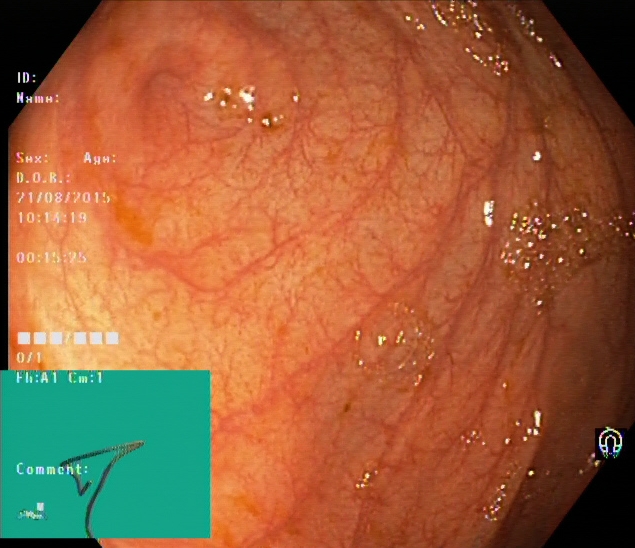 ID:
Name:
Sex: Age:
D.O.B.:
21/08/2015
10:14:19
00:15:25
0/1
Eh:A1 Cm:1
Comment: